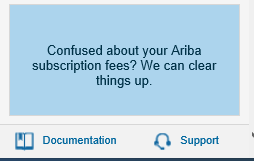 Confused about your Ariba
subscription fees? We can clear
things up.
Documentation
Support